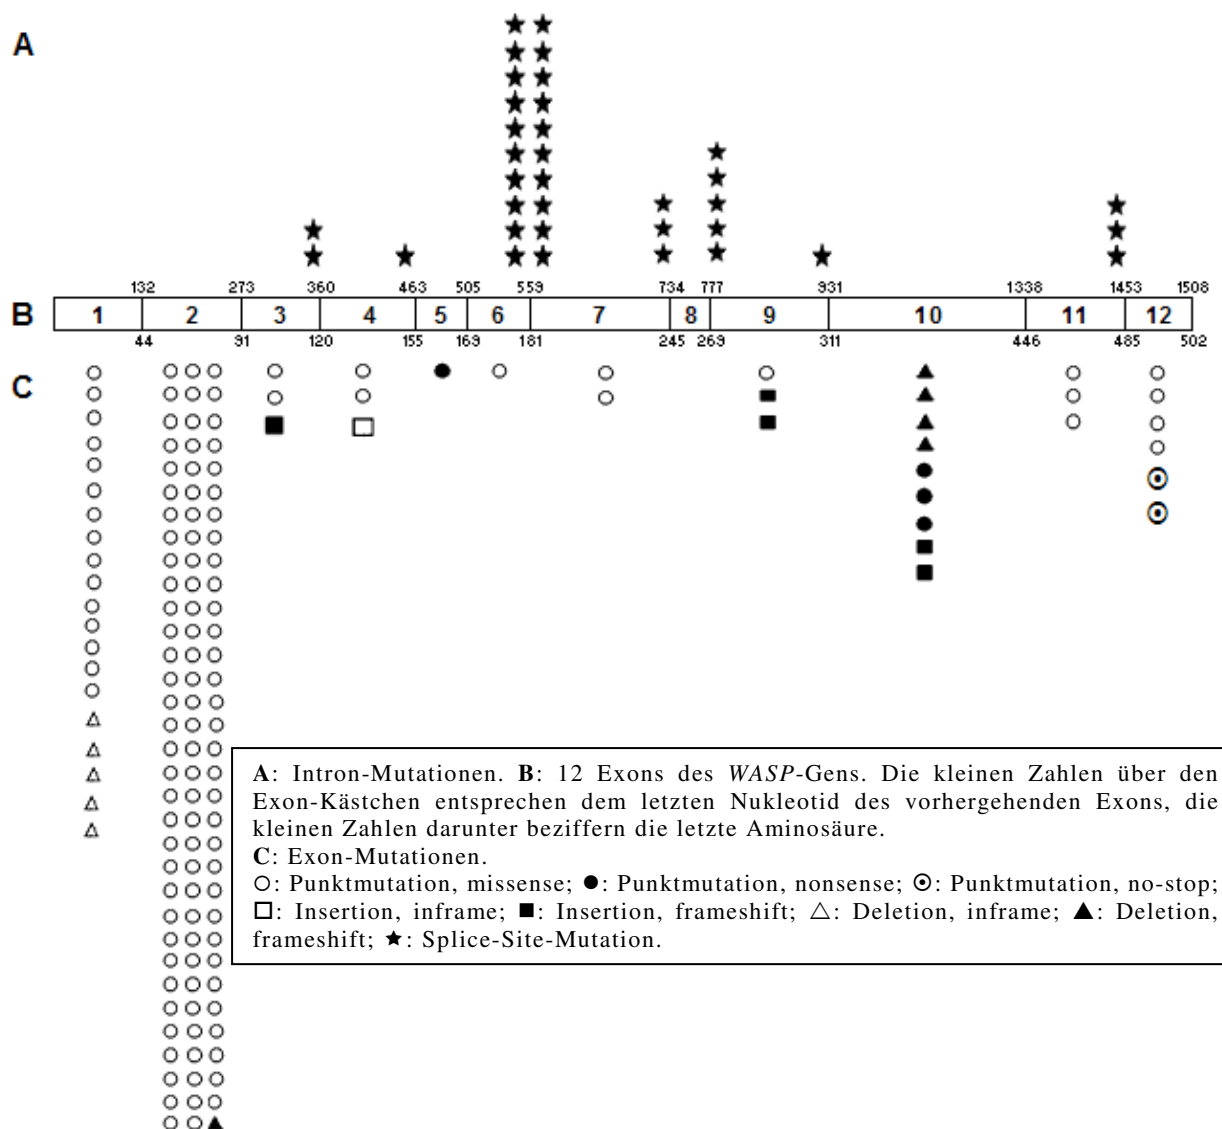 A
132 273 360 463 505 559 734 777 931 1338 1453 1508
B 1 2 3 4 5 6 7 8 9 10 11 12
44 91 120 155 169 181 245 269 311 446 485 502
C
A: Intron-Mutationen. B: 12 Exons des WASP-Gens. Die kleinen Zahlen über den
Exon-Kästchen entsprechen dem letzten Nukleotid des vorhergehenden Exons, die
kleinen Zahlen darunter beziffern die letzte Aminosäure.
C: Exon-Mutationen.
○: Punktmutation, missense; ●: Punktmutation, nonsense; ⊙: Punktmutation, no-stop;
□: Insertion, inframe; ■: Insertion, frameshift; △: Deletion, inframe; ▲: Deletion,
frameshift; ★: Splice-Site-Mutation.